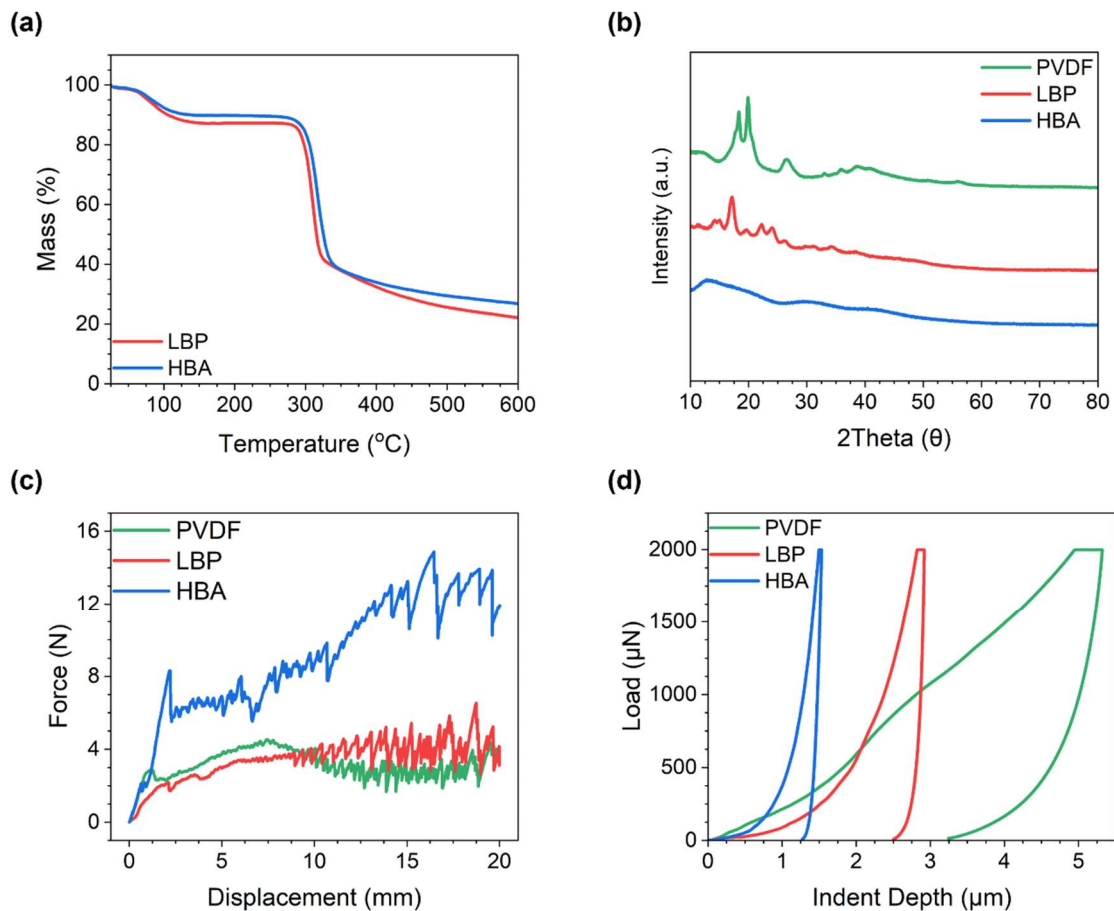 (a)
100
80
60
40
20
0
Mass (%)
LBP
HBA
100 200 300 400 500 600
Temperature (°C)
(b)
PVDF
LBP
HBA
Intensity (a.u.)
10 20 30 40 50 60 70 80
2Theta (θ)
(c)
16
12
8
4
0
Force (N)
PVDF
LBP
HBA
0 5 10 15 20
Displacement (mm)
(d)
2000
1500
1000
500
0
Load (µN)
PVDF
LBP
HBA
0 1 2 3 4 5
Indent Depth (µm)